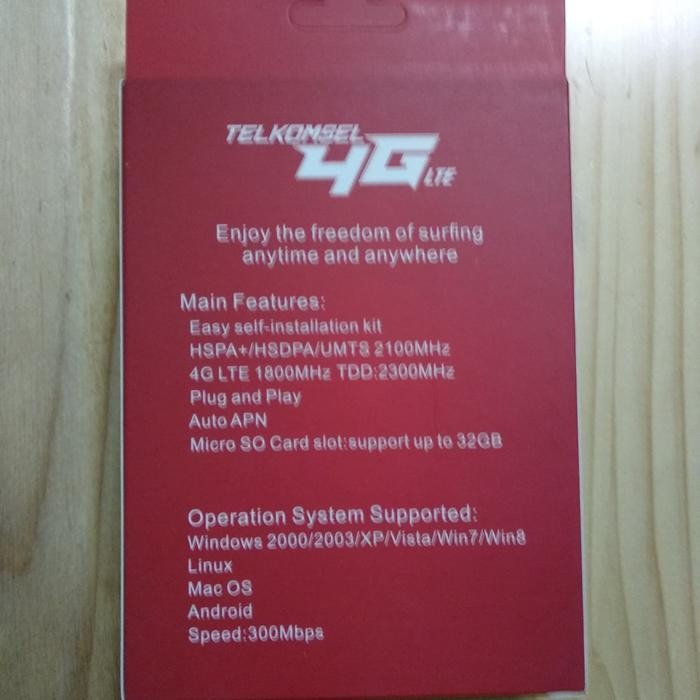 TELKOMSEL
4G LTE
Enjoy the freedom of surfing
anytime and anywhere
Main Features:
Easy self-installation kit
HSPA+/HSDPA/UMTS 2100MHz
4G LTE 1800MHz TDD:2300MHz
Plug and Play
Auto APN
Micro SO Card slot:support up to 32GB
Operation System Supported:
Windows 2000/2003/XP/Vista/Win7/Win8
Linux
Mac OS
Android
Speed:300Mbps